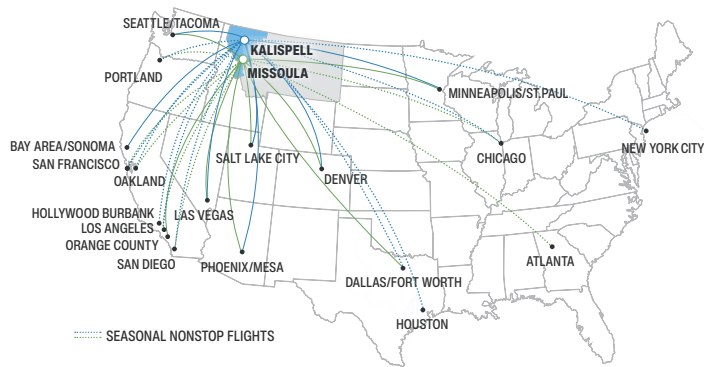 SEATTLE/TACOMA
KALISPELL
MISSOULA
PORTLAND
MINNEAPOLIS/ST.PAUL
BAY AREA/SONOMA
SAN FRANCISCO
OAKLAND
SALT LAKE CITY
DENVER
CHICAGO
NEW YORK CITY
HOLLYWOOD BURBANK
LOS ANGELES
ORANGE COUNTY
SAN DIEGO
LAS VEGAS
PHOENIX/MESA
DALLAS/FORT WORTH
ATLANTA
HOUSTON
SEASONAL NONSTOP FLIGHTS